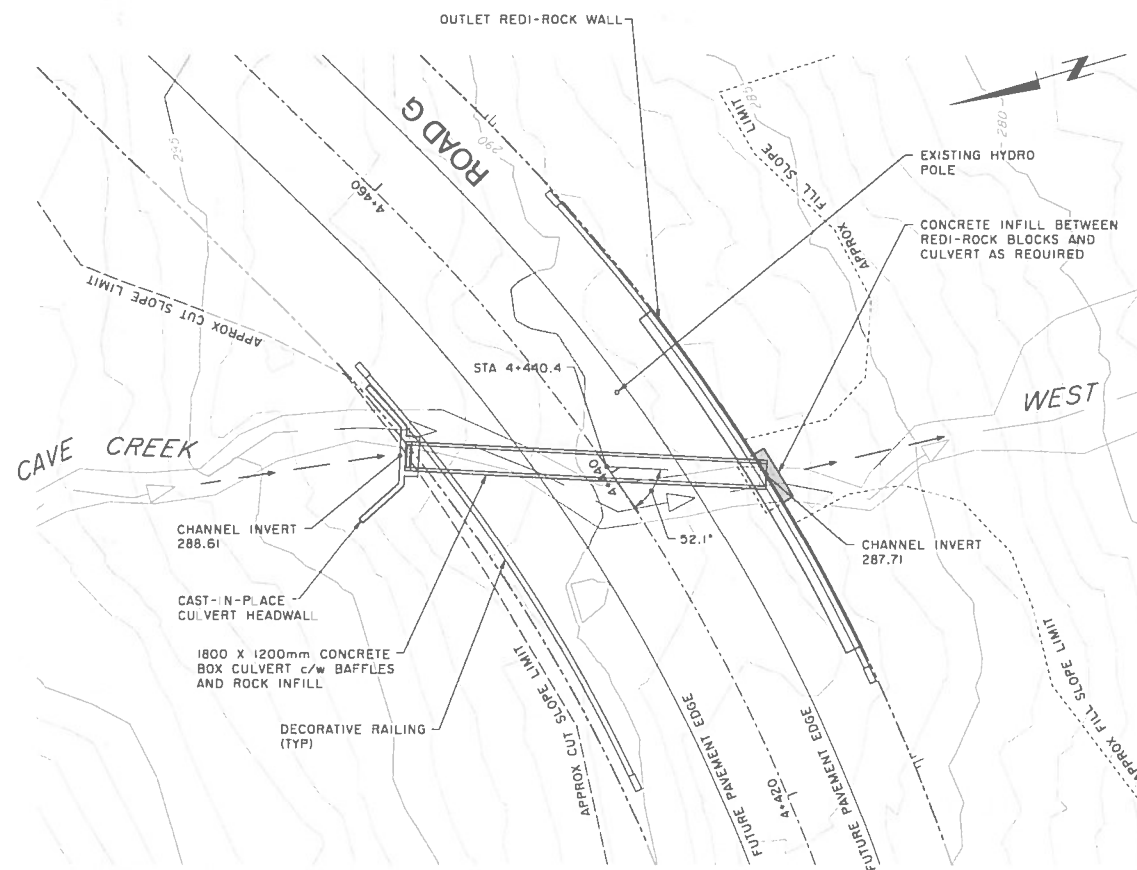 OUTLET REDI-ROCK WALL
N
ROAD G
285
280
295
290
APPROX FILL SLOPE LIMIT
EXISTING HYDRO
POLE
4+460
CONCRETE INFILL BETWEEN
REDI-ROCK BLOCKS AND
CULVERT AS REQUIRED
APPROX CUT SLOPE LIMIT
STA 4+440.4
WEST
CAVE CREEK
4+440
52.1°
CHANNEL INVERT
288.61
CHANNEL INVERT
287.71
CAST-IN-PLACE
CULVERT HEADWALL
1800 X 1200mm CONCRETE
BOX CULVERT c/w BAFFLES
AND ROCK INFILL
DECORATIVE RAILING
(TYP)
APPROX CUT SLOPE LIMIT
FUTURE PAVEMENT EDGE
4+420
FUTURE PAVEMENT EDGE
APPROX FILL SLOPE LIMIT